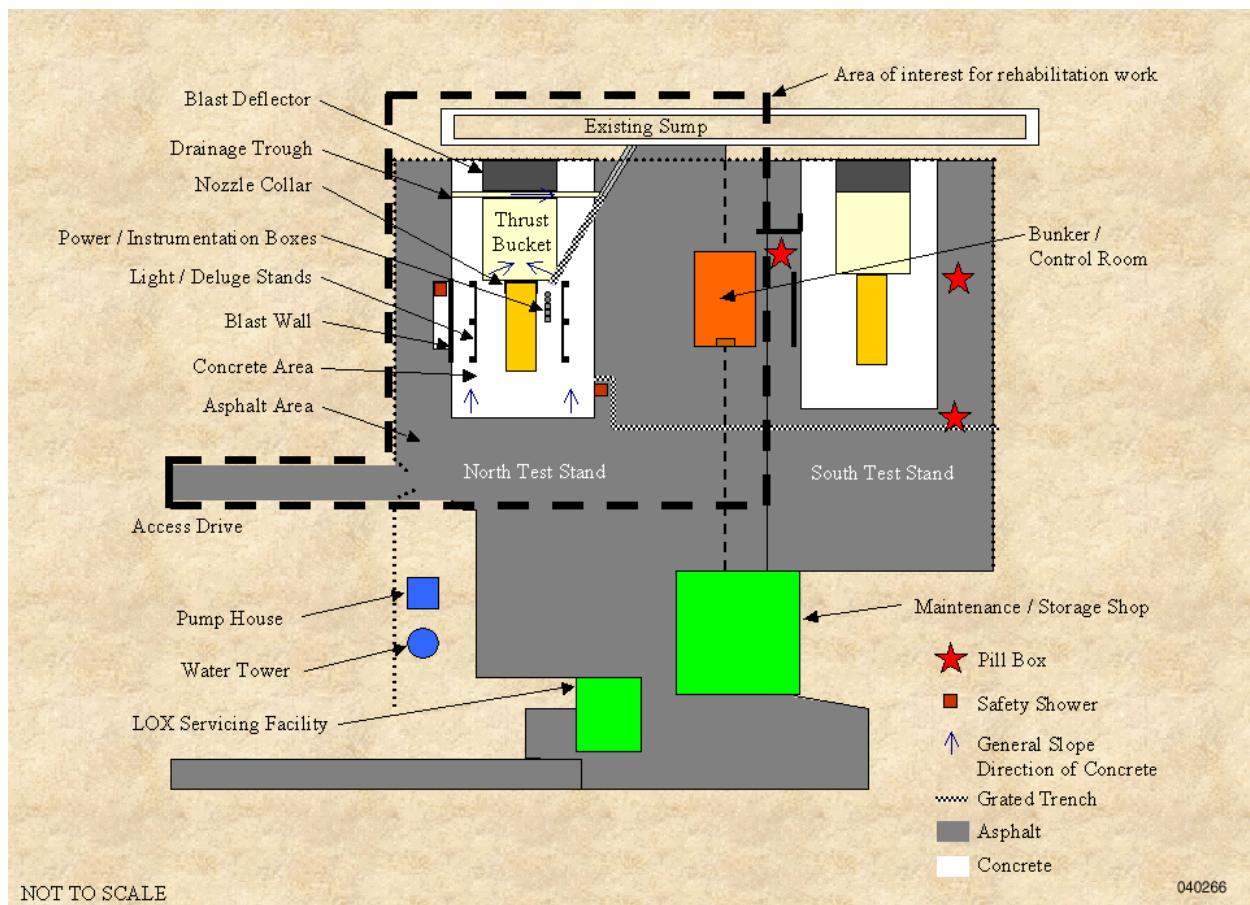 Area of interest for rehabilitation work
Blast Deflector
Existing Sump
Drainage Trough
Nozzle Collar
Thrust
Bucket
Power / Instrumentation Boxes
Bunker /
Control Room
Light / Deluge Stands
Blast Wall
Concrete Area
Asphalt Area
North Test Stand
South Test Stand
Access Drive
Pump House
Maintenance / Storage Shop
Water Tower
Pill Box
LOX Servicing Facility
Safety Shower
General Slope
Direction of Concrete
Grated Trench
Asphalt
Concrete
NOT TO SCALE
040266